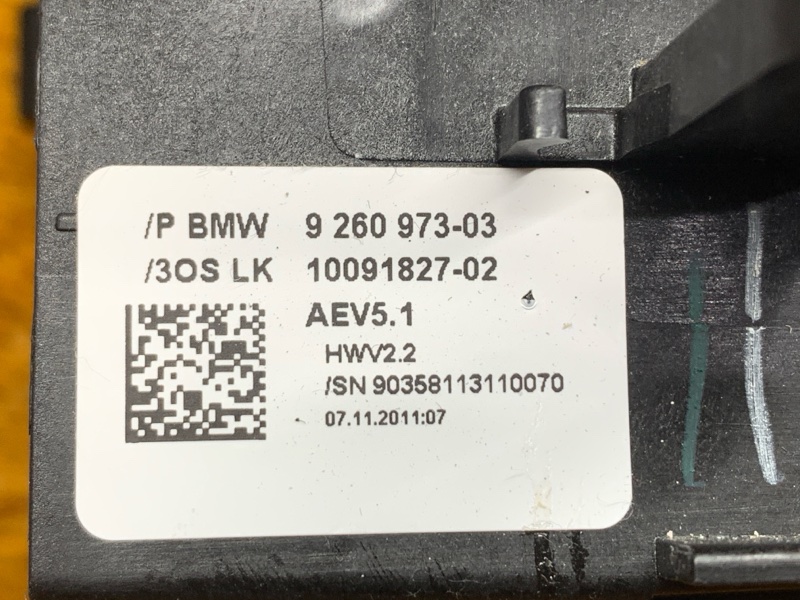 /P BMW 9 260 973-03
/3OS LK 10091827-02
AEV5.1
HWV2.2
/SN 90358113110070
07.11.2011:07